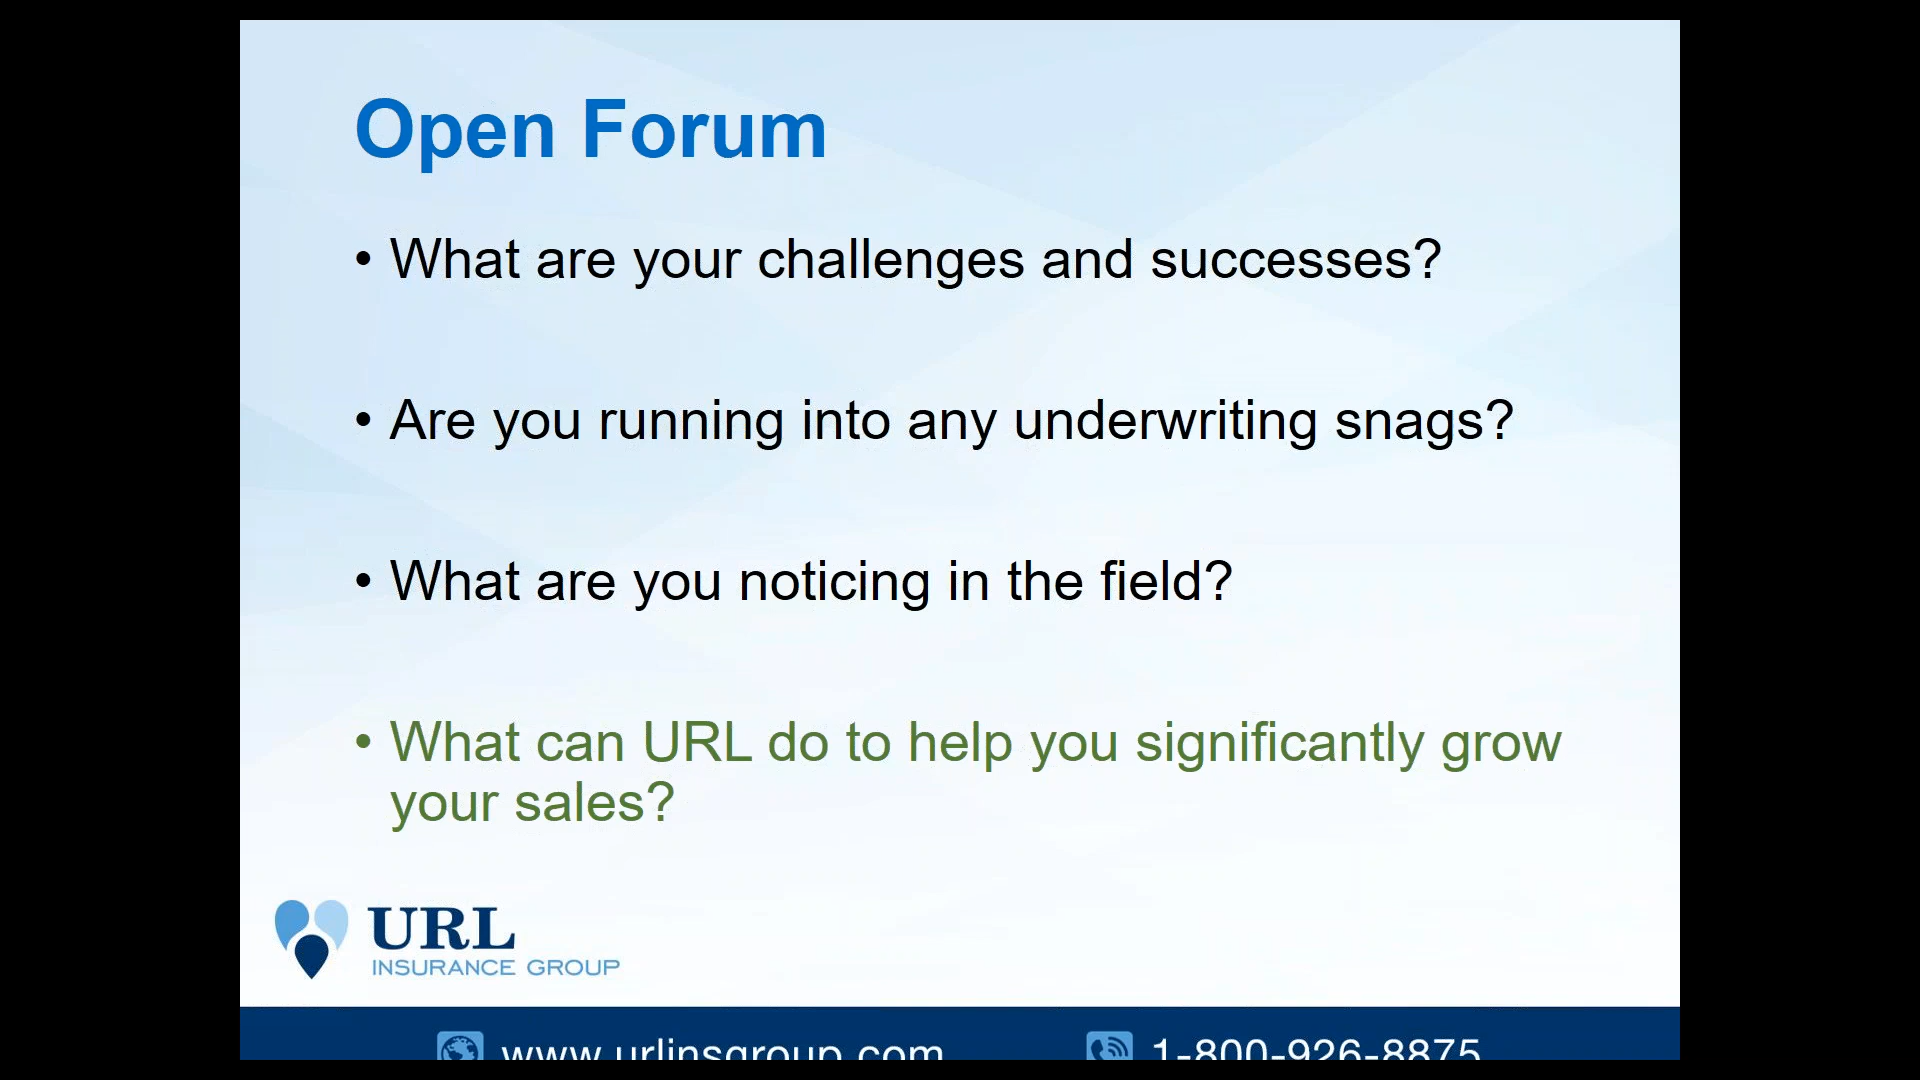 Open Forum
• What are your challenges and successes?
• Are you running into any underwriting snags?
• What are you noticing in the field?
• What can URL do to help you significantly grow
your sales?
URL
INSURANCE GROUP
www.urlinsgroup.com 1-800-926-8875